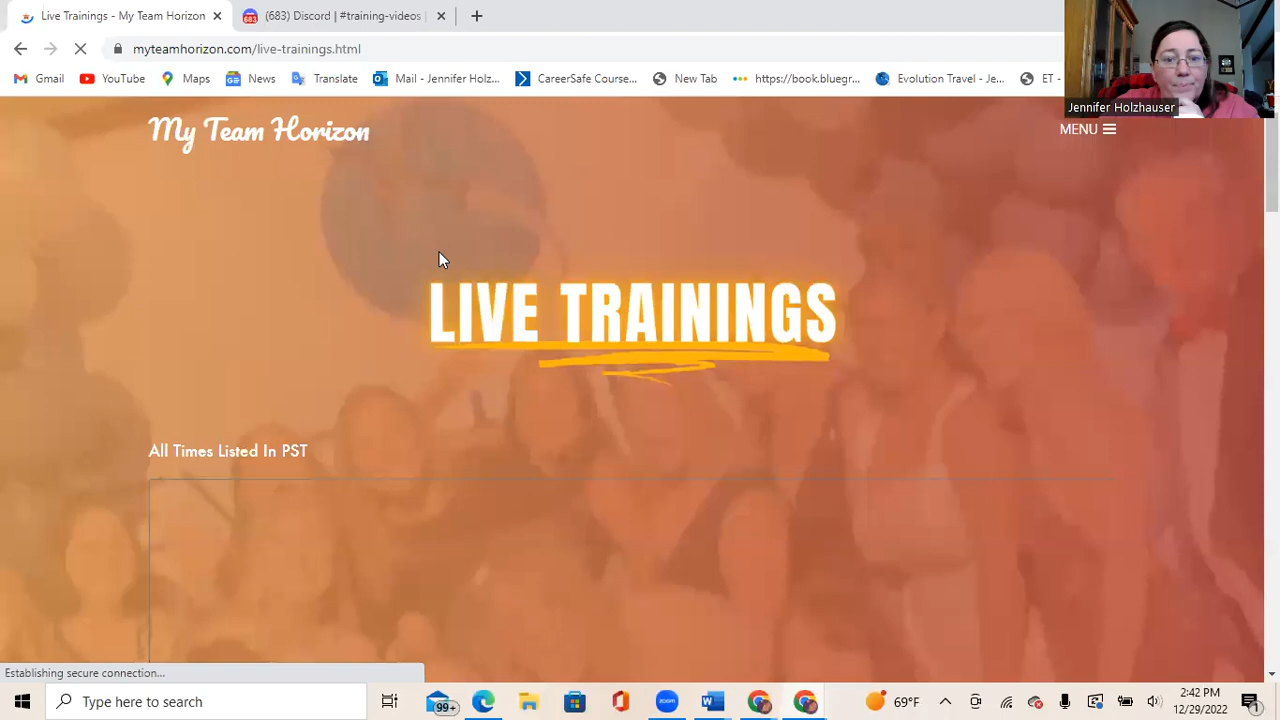 Live Trainings - My Team Horizon
(683) Discord | #training-videos
myteamhorizon.com/live-trainings.html
Gmail YouTube Maps News Translate Mail - Jennifer Holz... CareerSafe Course... New Tab https://book.bluegr... Evolution Travel - Je... ET -
Jennifer Holzhauser
My Team Horizon
MENU
LIVE TRAININGS
All Times Listed In PST
Establishing secure connection...
Type here to search
99+
zoom
69°F
2:42 PM
12/29/2022
1